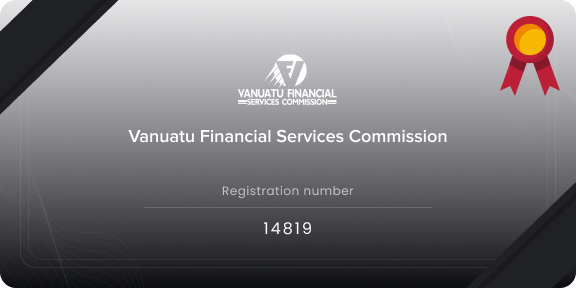 VANUATU FINANCIAL
SERVICES COMMISSION
Vanuatu Financial Services Commission
Registration number
14819